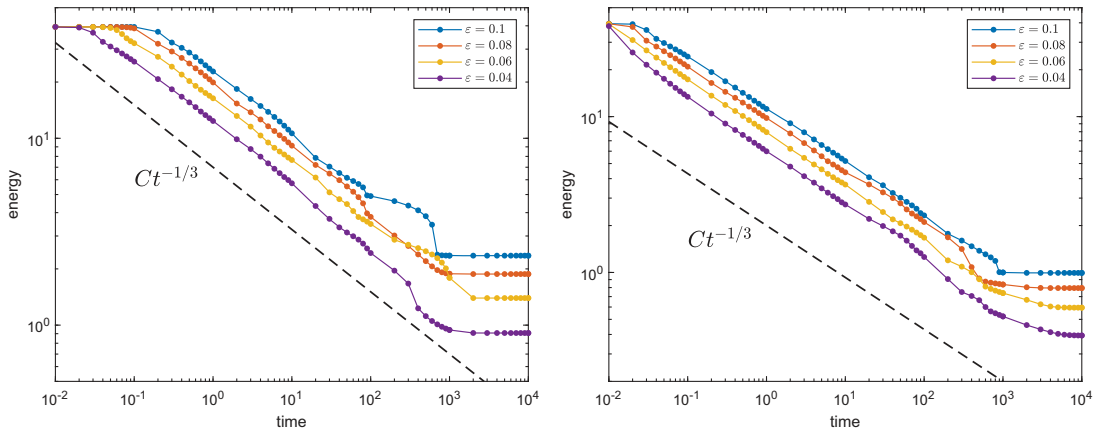 energy
10^1
10^0
10^-2
10^-1
10^0
10^1
10^2
10^3
10^4
time
Ct^{-1/3}
ε = 0.1
ε = 0.08
ε = 0.06
ε = 0.04
energy
10^1
10^0
10^-2
10^-1
10^0
10^1
10^2
10^3
10^4
time
Ct^{-1/3}
ε = 0.1
ε = 0.08
ε = 0.06
ε = 0.04